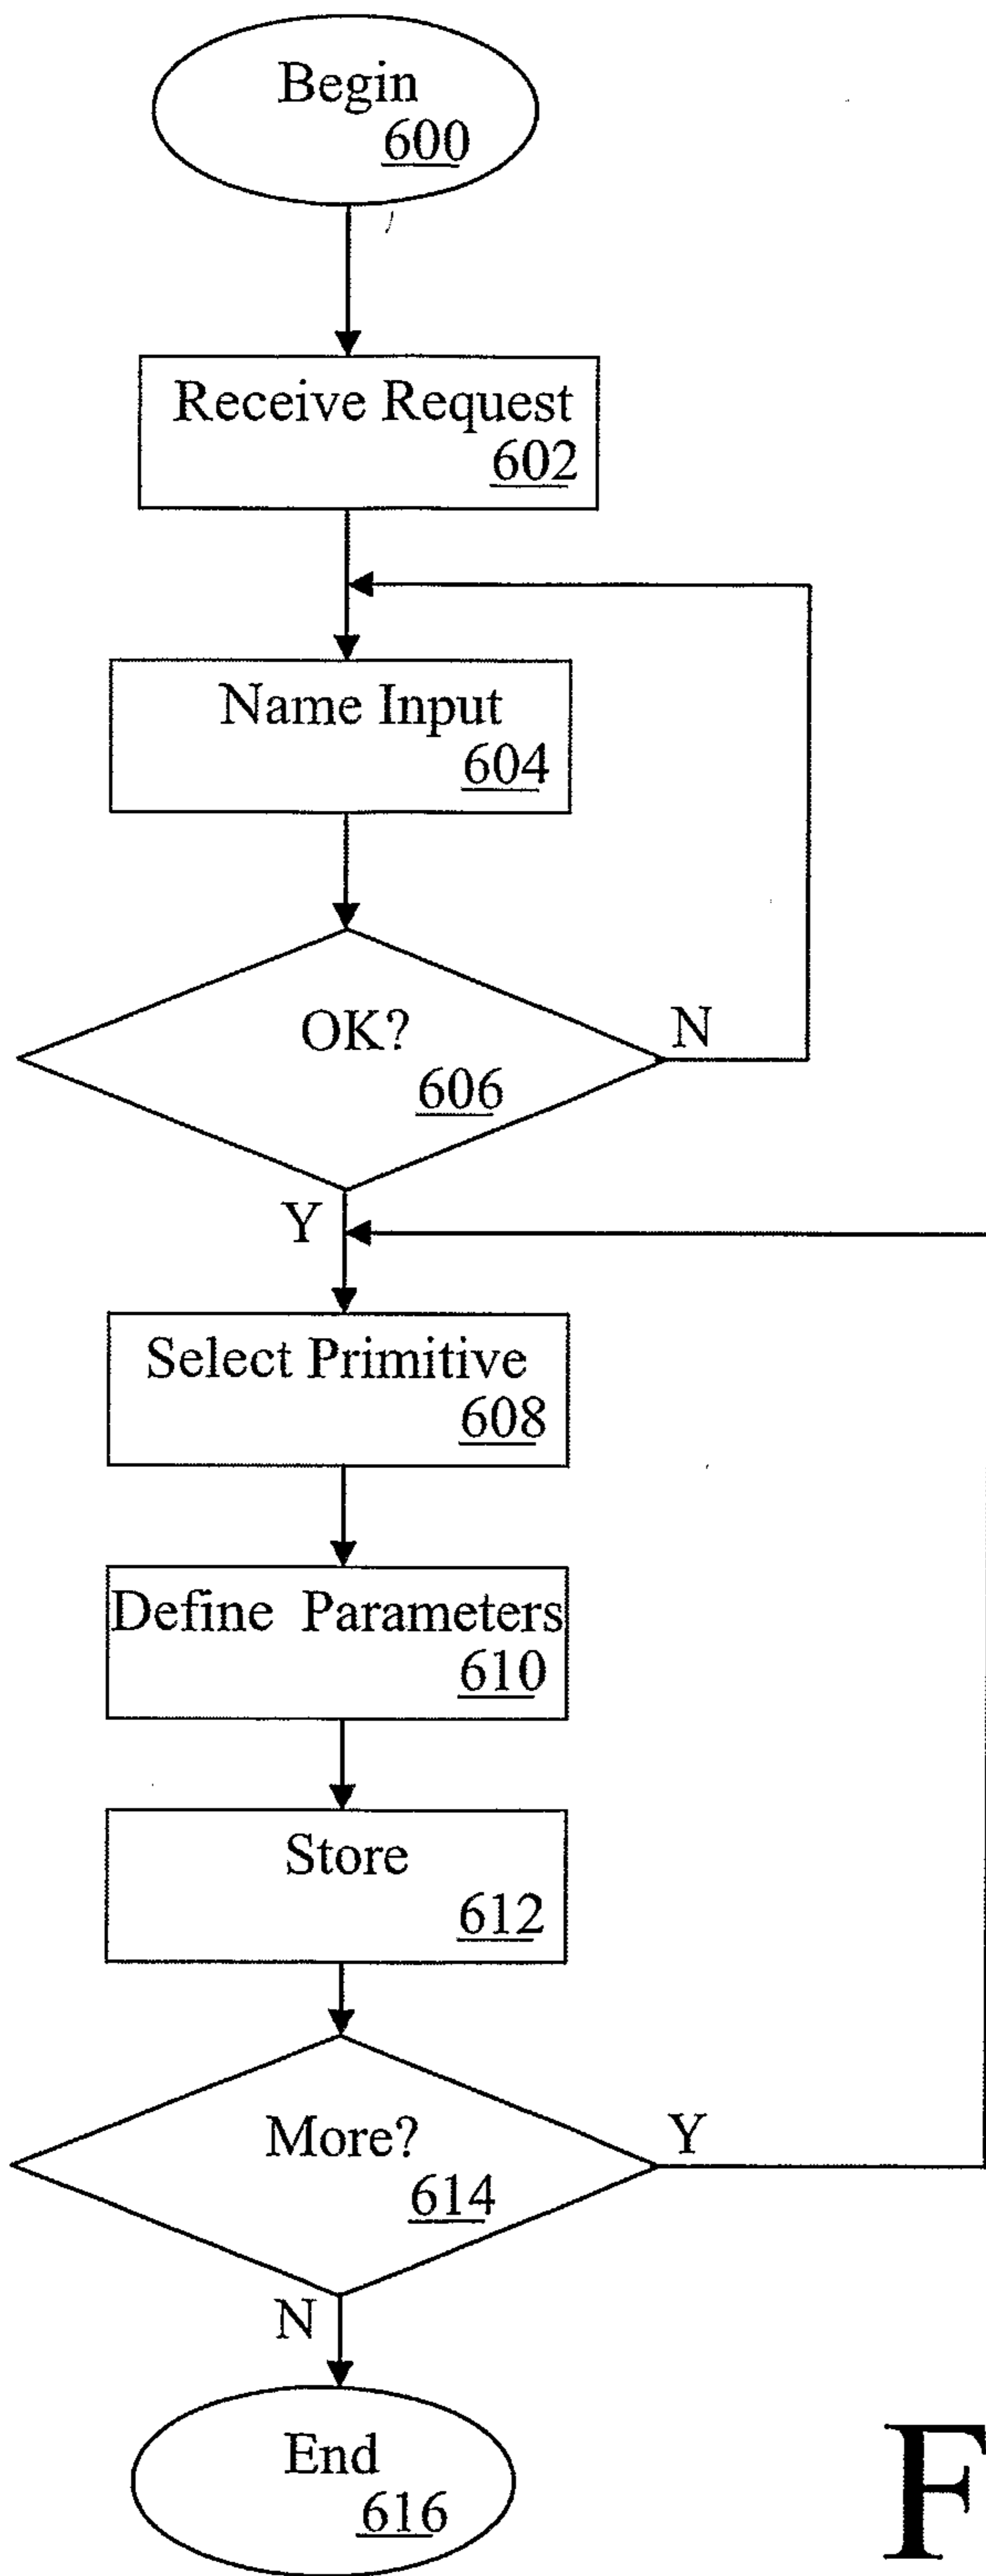 Begin
600
Receive Request
602
Name Input
604
OK?
606
N
Y
Select Primitive
608
Define Parameters
610
Store
612
More?
614
Y
N
End
616
F